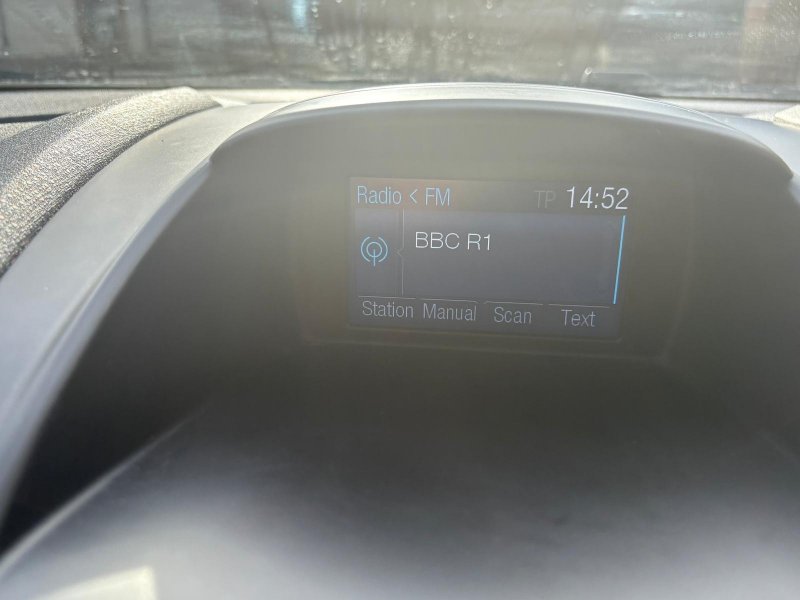 Radio < FM TP 14:52
BBC R1
Station Manual Scan Text